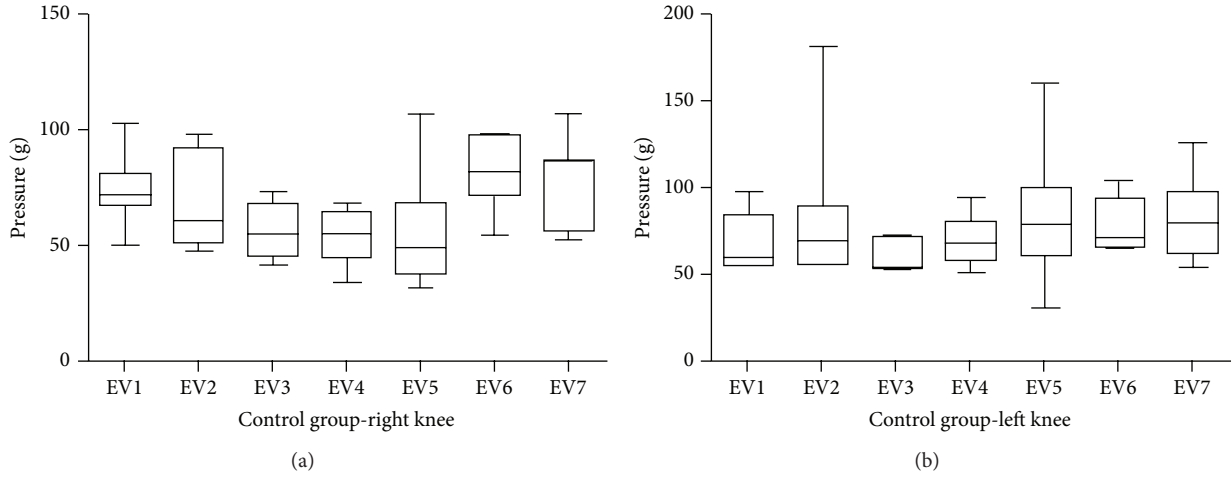 150
100
50
0
Pressure (g)
EV1 EV2 EV3 EV4 EV5 EV6 EV7
Control group-right knee
(a)
200
150
100
50
0
Pressure (g)
EV1 EV2 EV3 EV4 EV5 EV6 EV7
Control group-left knee
(b)